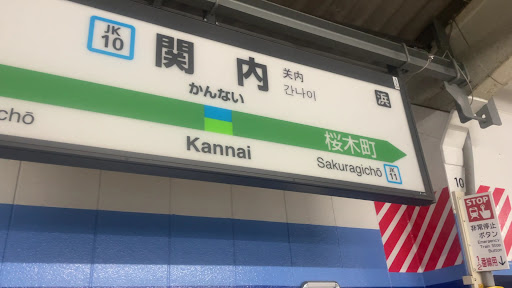 JK
10
関内
かんない
关内
간나이
浜
chō
Kannai
桜木町
Sakuragichō
JK
11
10
STOP
非常停止
ボタン
Emergency
Train Stop
Button